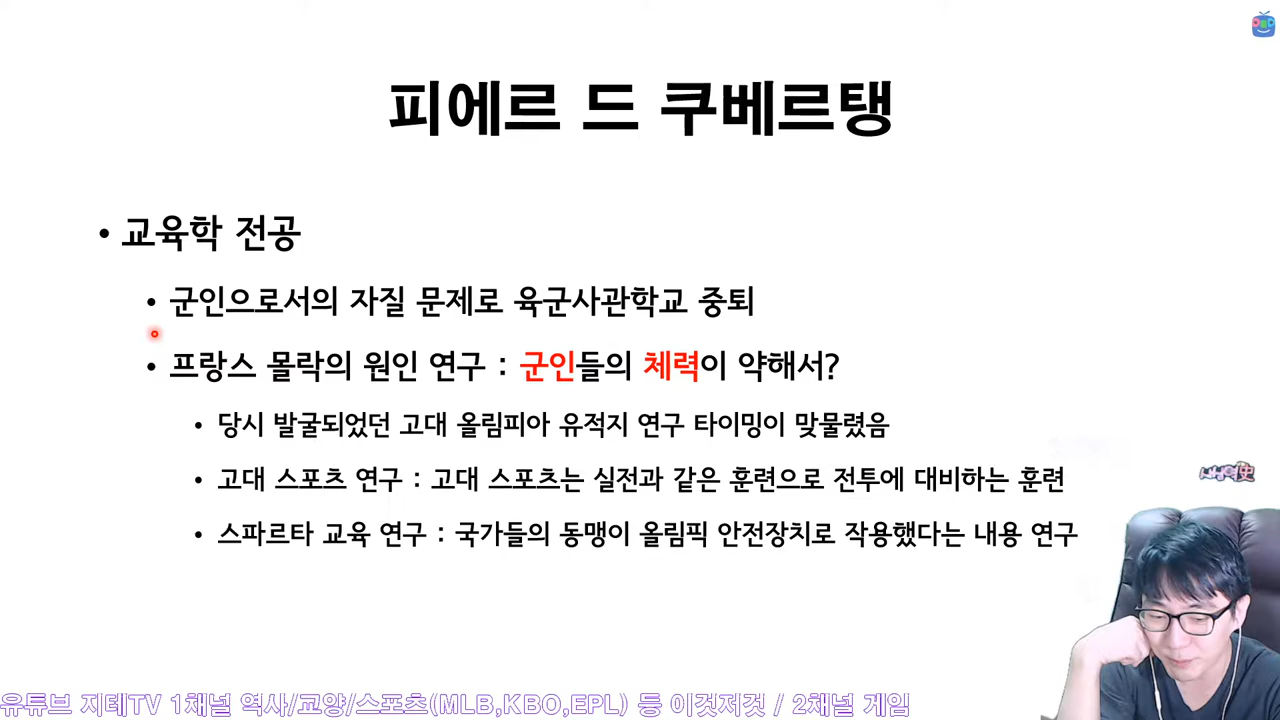 피에르 드 쿠베르탱
• 교육학 전공
• 군인으로서의 자질 문제로 육군사관학교 중퇴
• 프랑스 몰락의 원인 연구 : 군인들의 체력이 약해서?
• 당시 발굴되었던 고대 올림피아 유적지 연구 타이밍이 맞물렸음
• 고대 스포츠 연구 : 고대 스포츠는 실전과 같은 훈련으로 전투에 대비하는 훈련
• 스파르타 교육 연구 : 국가들의 동맹이 올림픽 안전장치로 작용했다는 내용 연구
유튜브 지테TV 1채널 역사/교양/스포츠(MLB,KBO,EPL) 등 이것저것 / 2채널 게임